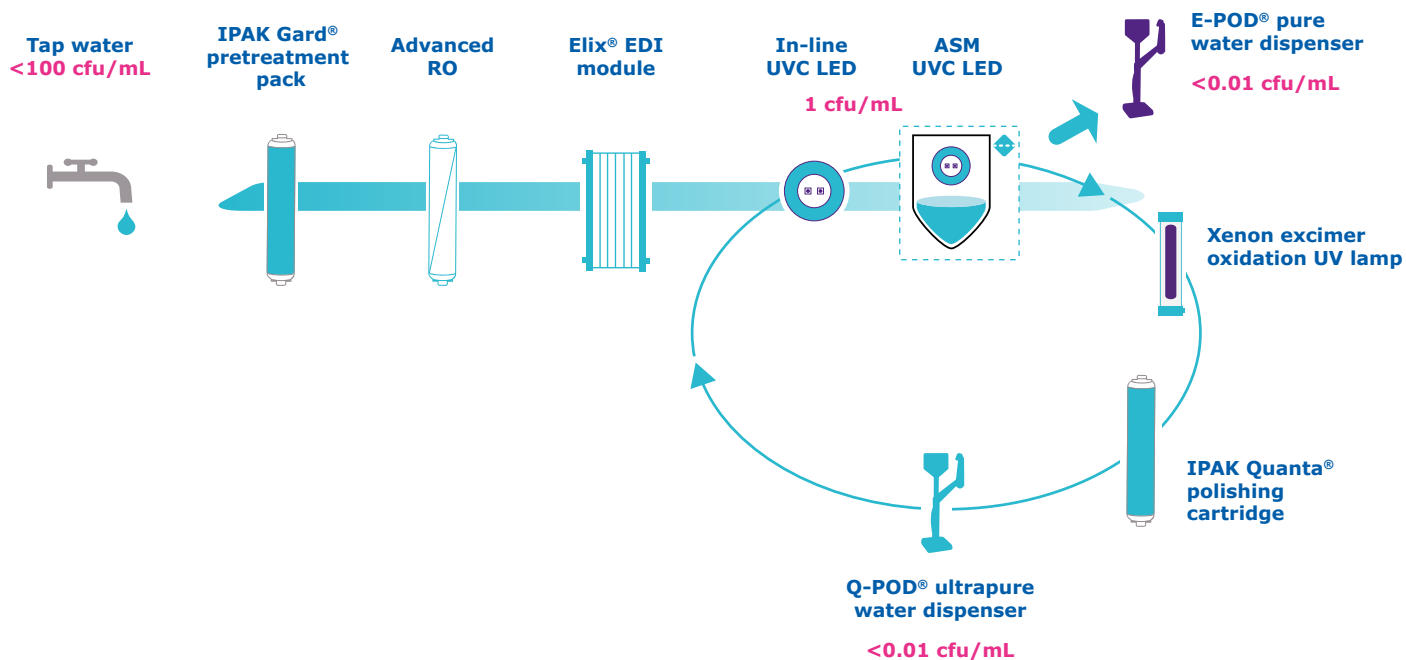 Tap water
<100 cfu/mL
IPAK Gard®
pretreatment
pack
Advanced
RO
Elix® EDI
module
In-line
UVC LED
1 cfu/mL
ASM
UVC LED
E-POD® pure
water dispenser
<0.01 cfu/mL
Xenon excimer
oxidation UV lamp
IPAK Quanta®
polishing
cartridge
Q-POD® ultrapure
water dispenser
<0.01 cfu/mL